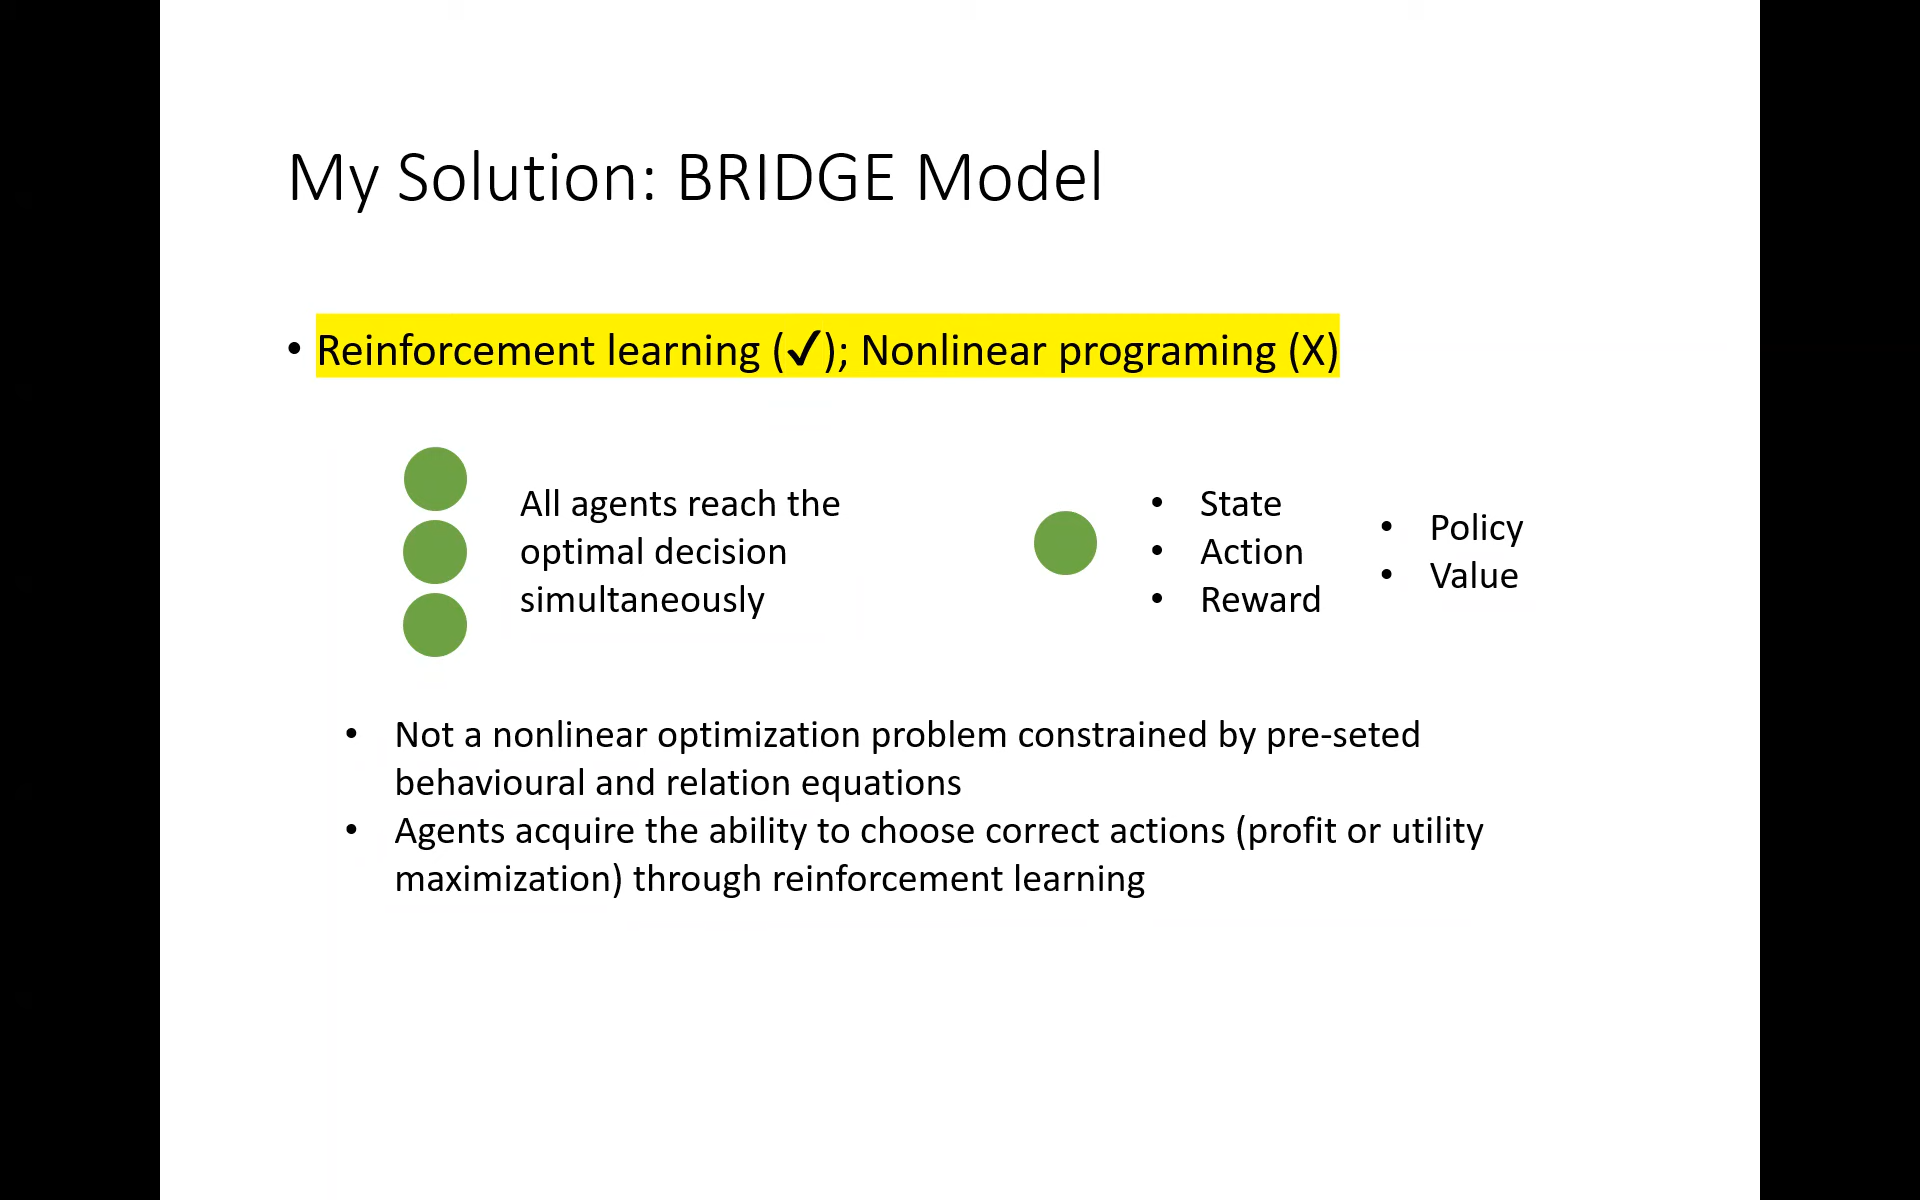 My Solution: BRIDGE Model
• Reinforcement learning (✓); Nonlinear programing (X)
All agents reach the
optimal decision
simultaneously
• State
• Action
• Reward
• Policy
• Value
• Not a nonlinear optimization problem constrained by pre-seted
behavioural and relation equations
• Agents acquire the ability to choose correct actions (profit or utility
maximization) through reinforcement learning